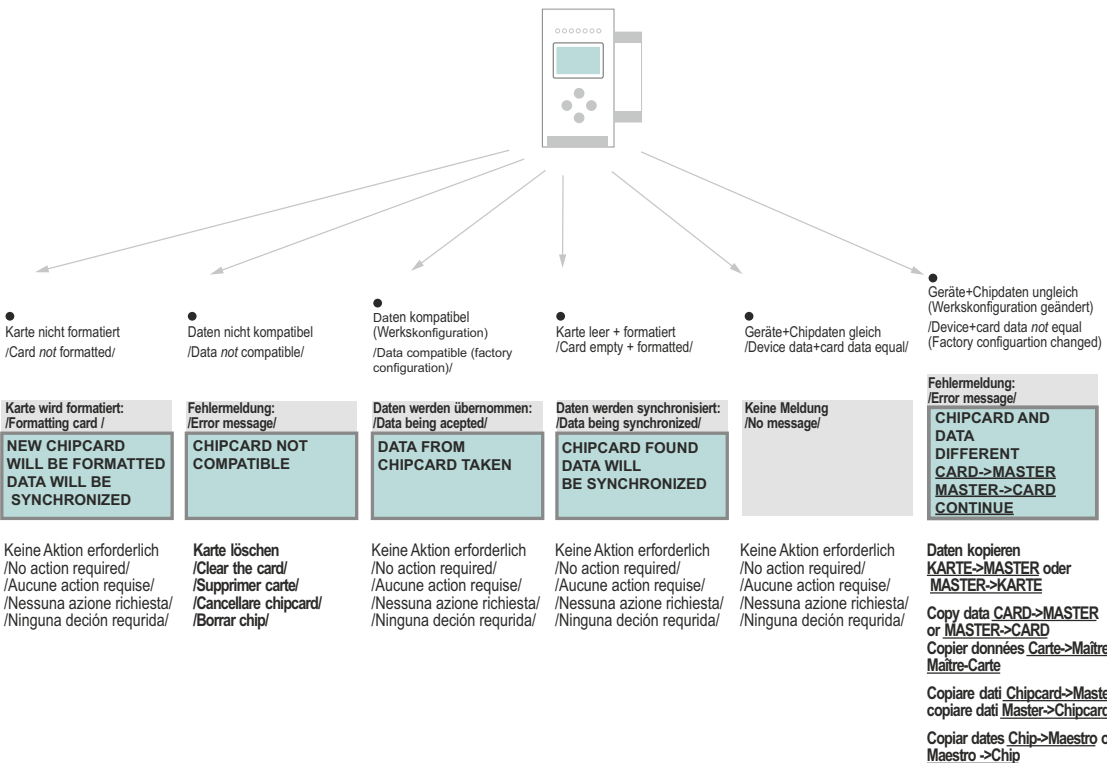 Karte nicht formatiert
/Card not formatted/
Daten nicht kompatibel
/Data not compatible/
Daten kompatibel
(Werkskonfiguration)
/Data compatible (factory
configuration)/
Karte leer + formatiert
/Card empty + formatted/
Geräte+Chipdaten gleich
/Device data+card data equal/
Geräte+Chipdaten ungleich
(Werkskonfiguration geändert)
/Device+card data not equal
(Factory configuartion changed)
Karte wird formatiert:
/Formatting card /
NEW CHIPCARD
WILL BE FORMATTED
DATA WILL BE
SYNCHRONIZED
Fehlermeldung:
/Error message/
CHIPCARD NOT
COMPATIBLE
Daten werden übernommen:
/Data being acepted/
DATA FROM
CHIPCARD TAKEN
Daten werden synchronisiert:
/Data being synchronized/
CHIPCARD FOUND
DATA WILL
BE SYNCHRONIZED
Keine Meldung
/No message/
Fehlermeldung:
/Error message/
CHIPCARD AND
DATA
DIFFERENT
CARD->MASTER
MASTER->CARD
CONTINUE
Keine Aktion erforderlich
/No action required/
/Aucune action requise/
/Nessuna azione richiesta/
/Ninguna deción requrida/
Karte löschen
/Clear the card/
/Supprimer carte/
/Cancellare chipcard/
/Borrar chip/
Keine Aktion erforderlich
/No action required/
/Aucune action requise/
/Nessuna azione richiesta/
/Ninguna deción requrida/
Keine Aktion erforderlich
/No action required/
/Aucune action requise/
/Nessuna azione richiesta/
/Ninguna deción requrida/
Keine Aktion erforderlich
/No action required/
/Aucune action requise/
/Nessuna azione richiesta/
/Ninguna deción requrida/
Daten kopieren
KARTE->MASTER oder
MASTER->KARTE
Copy data CARD->MASTER
or MASTER->CARD
Copier données Carte->Maître
Maître-Carte
Copiare dati Chipcard->Maste
copiare dati Master->Chipcard
Copiar dates Chip->Maestro o
Maestro ->Chip